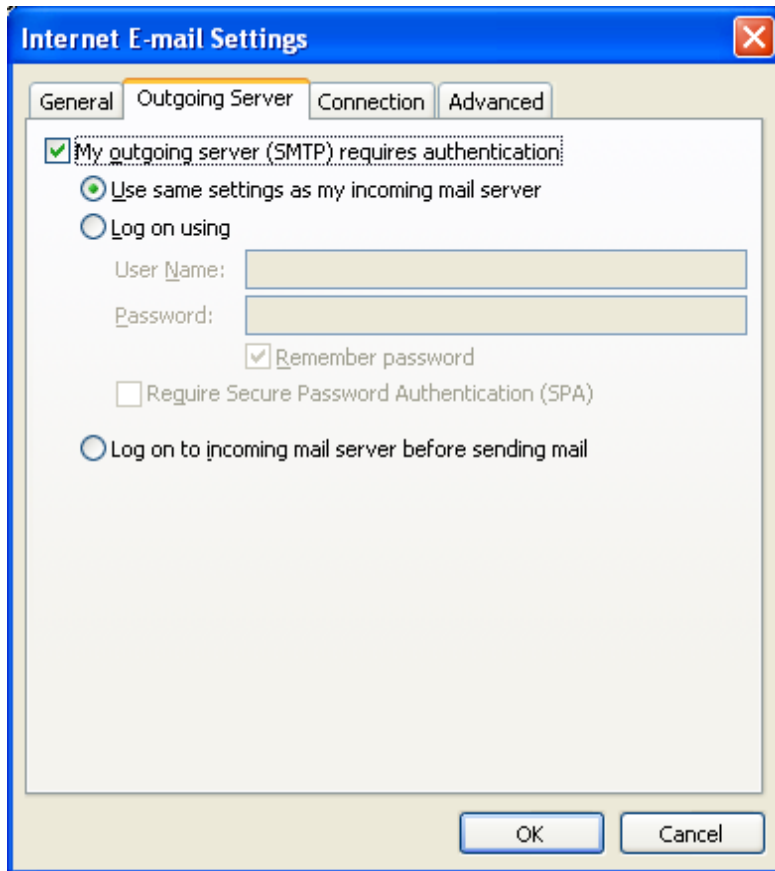 Internet E-mail Settings
General Outgoing Server Connection Advanced
My outgoing server (SMTP) requires authentication
Use same settings as my incoming mail server
Log on using
User Name:
Password:
Remember password
Require Secure Password Authentication (SPA)
Log on to incoming mail server before sending mail
OK Cancel